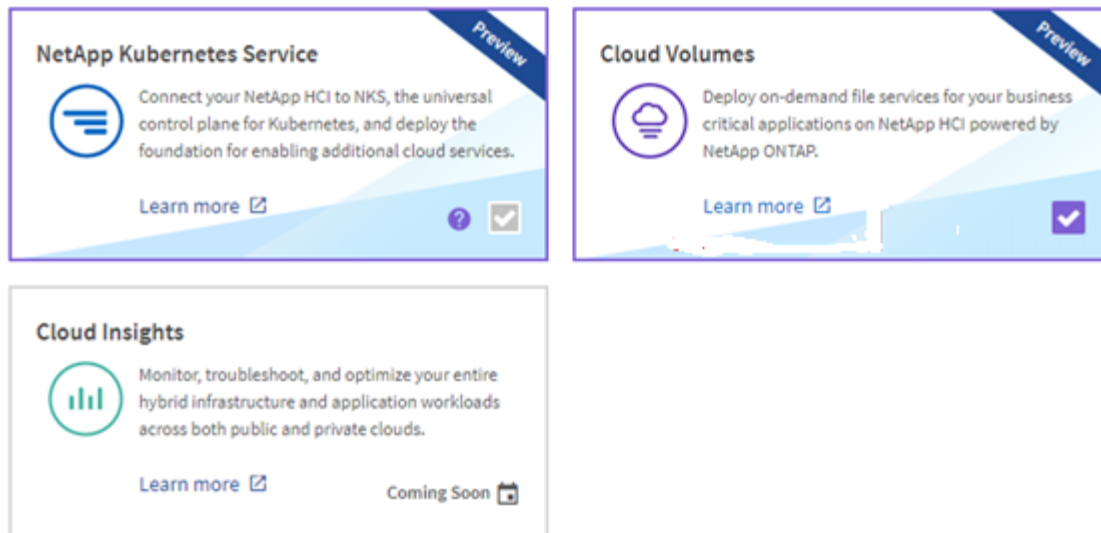 NetApp Kubernetes Service
Preview
Connect your NetApp HCI to NKS, the universal
control plane for Kubernetes, and deploy the
foundation for enabling additional cloud services.
Learn more
?
Cloud Volumes
Preview
Deploy on-demand file services for your business
critical applications on NetApp HCI powered by
NetApp ONTAP.
Learn more
Cloud Insights
Monitor, troubleshoot, and optimize your entire
hybrid infrastructure and application workloads
across both public and private clouds.
Learn more
Coming Soon